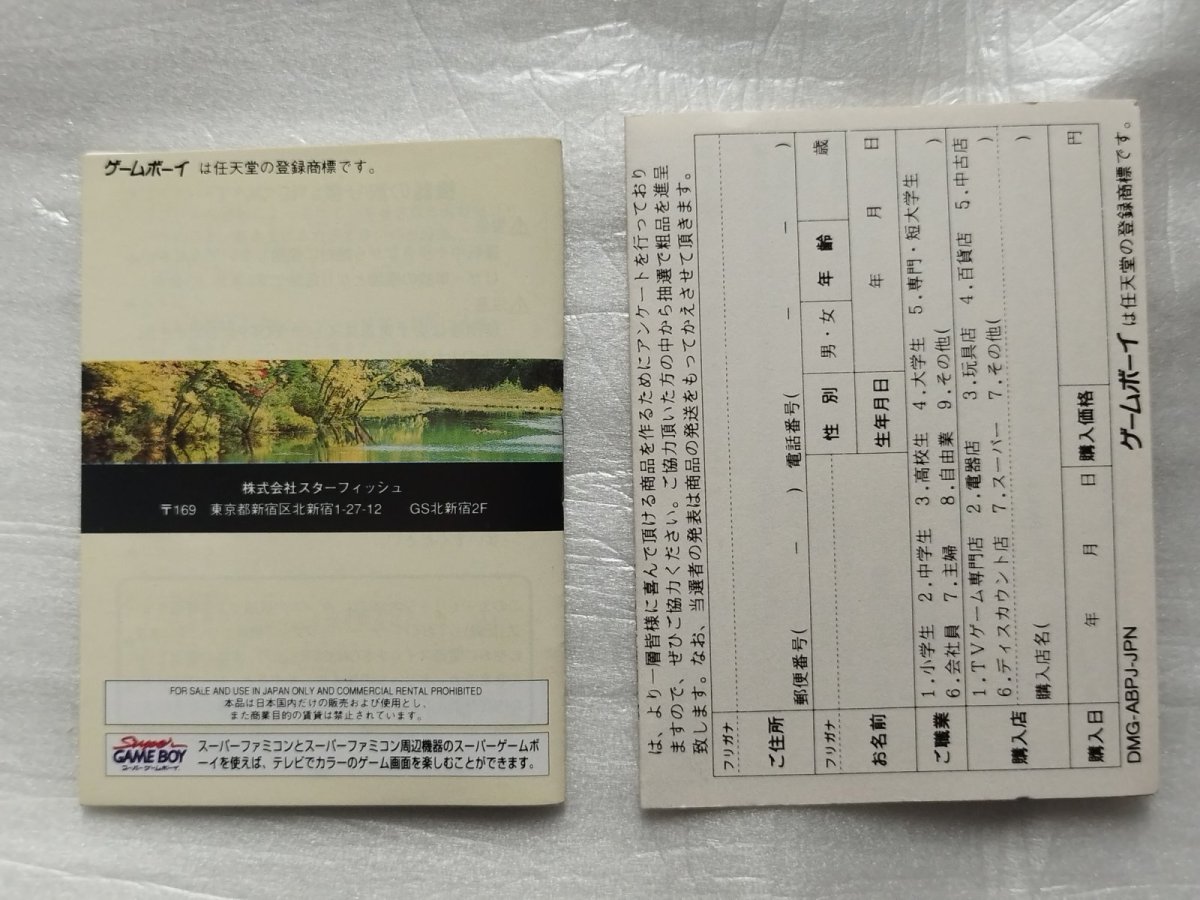 ゲームボーイ は任天堂の登録商標です。
株式会社スターフィッシュ
〒169 東京都新宿区北新宿1-27-12 GS北新宿2F
FOR SALE AND USE IN JAPAN ONLY AND COMMERCIAL RENTAL PROHIBITED
本品は日本国内だけの販売および使用とし、
また商業目的の賃貸は禁止されています。
Super
GAME BOY
スーパーゲームボーイ
スーパーファミコンとスーパーファミコン周辺機器のスーパーゲームボ
ーイを使えば、テレビでカラーのゲーム画面を楽しむことができます。
は、より一層皆様に喜んで頂ける商品を作るためにアンケートを行っており
ますので、ぜひご協力ください。ご協力頂いた方の中から抽選で粗品を進呈
致します。なお、当選者の発表は商品の発送をもってかえさせて頂きます。
フリガナ
ご住所
郵便番号( － ) 電話番号( － － )
フリガナ
お名前
性 別 男・女 年 齢 歳
生年月日 年 月 日
ご職業
1.小学生 2.中学生 3.高校生 4.大学生 5.専門・短大学生
6.会社員 7.主婦 8.自由業 9.その他( )
購入店
1.TVゲーム専門店 2.電器店 3.玩具店 4.百貨店 5.中古店
6.ディスカウント店 7.スーパー 7.その他( )
購入店名( )
購入日 年 月 日 購入価格 円
DMG-ABPJ-JPN ゲームボーイ は任天堂の登録商標です。